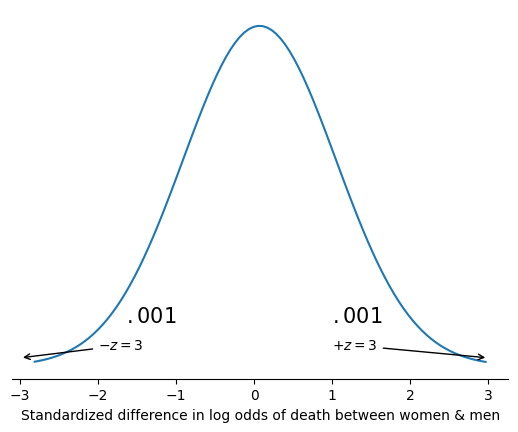 .001 .001
−z = 3 +z = 3
−3 −2 −1 0 1 2 3
Standardized difference in log odds of death between women & men